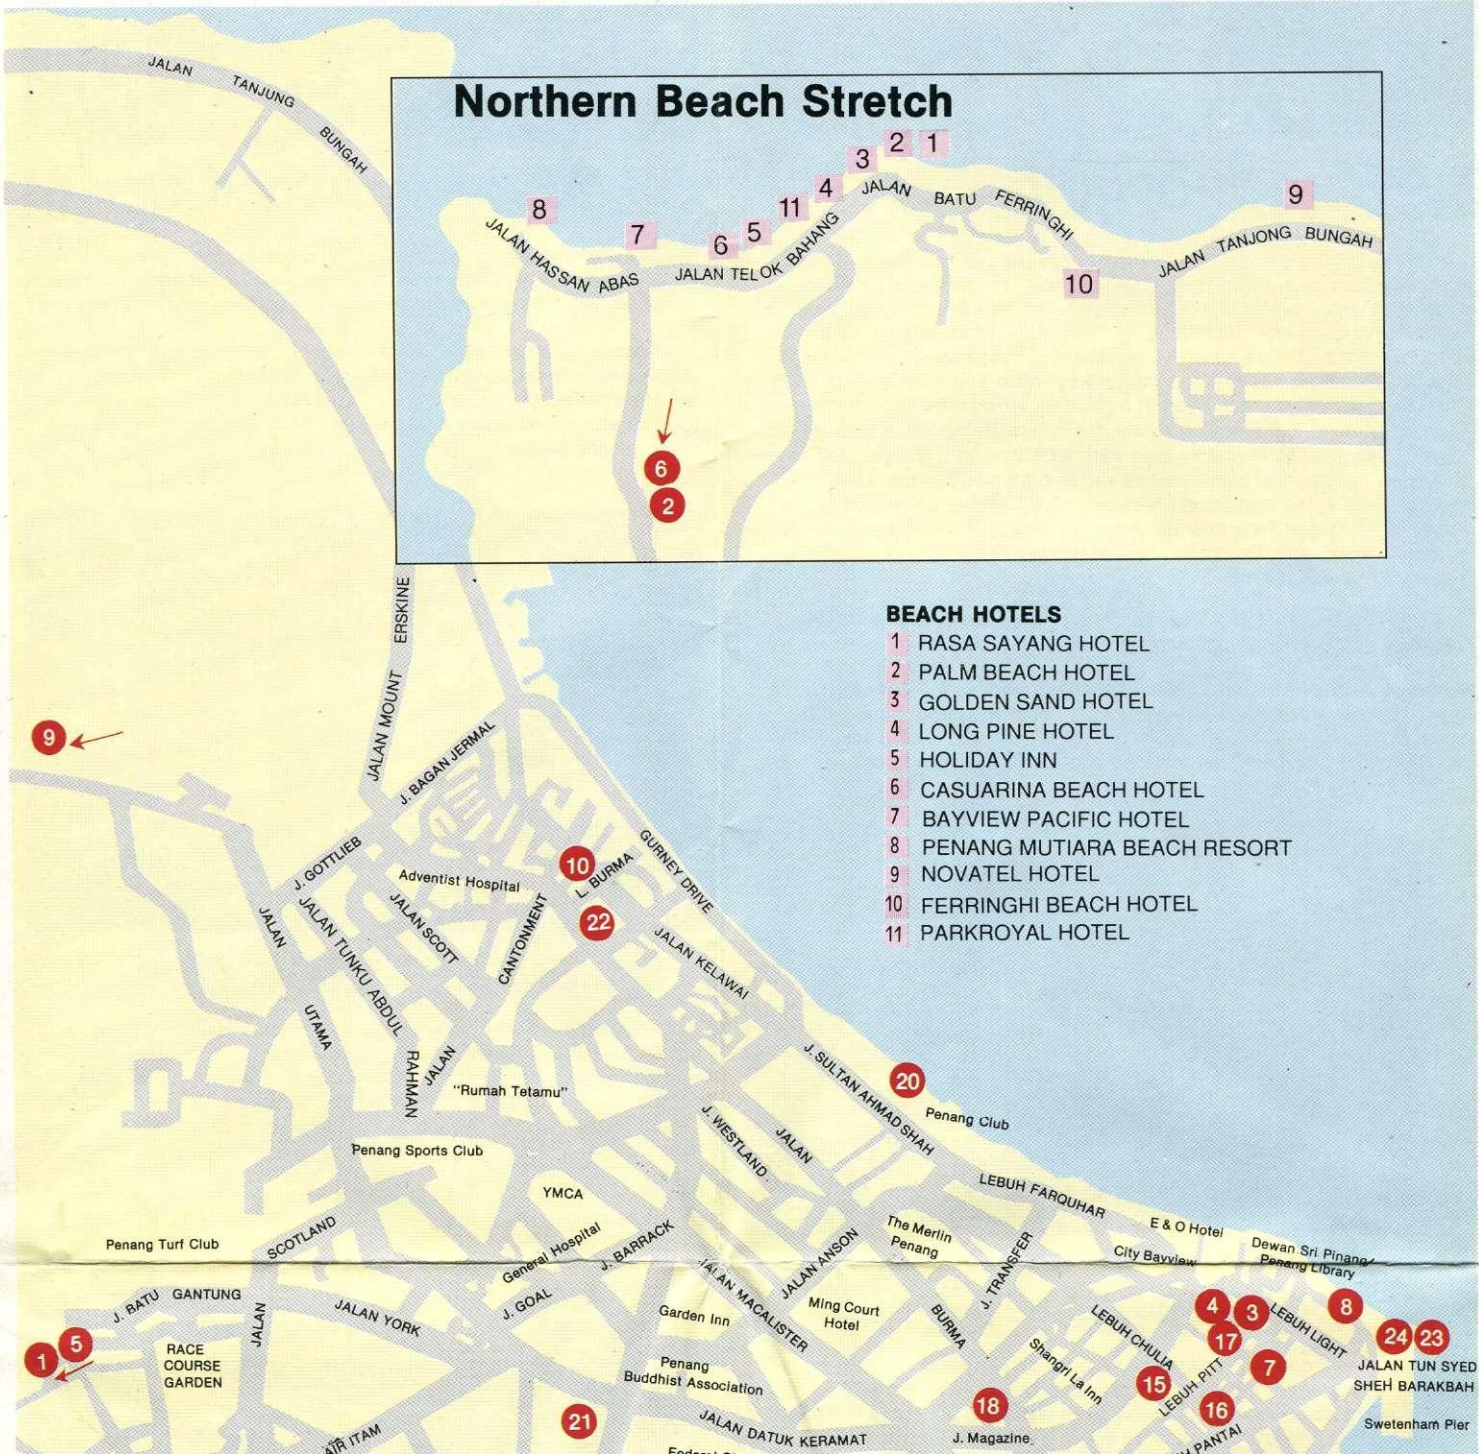 JALAN TANJUNG BUNGAH
Northern Beach Stretch
1
2
3
4
11
5
6
7
8
9
10
JALAN HASSAN ABAS
JALAN TELOK BAHANG
JALAN BATU FERRINGHI
JALAN TANJONG BUNGAH
6
2
BEACH HOTELS
1 RASA SAYANG HOTEL
2 PALM BEACH HOTEL
3 GOLDEN SAND HOTEL
4 LONG PINE HOTEL
5 HOLIDAY INN
6 CASUARINA BEACH HOTEL
7 BAYVIEW PACIFIC HOTEL
8 PENANG MUTIARA BEACH RESORT
9 NOVATEL HOTEL
10 FERRINGHI BEACH HOTEL
11 PARKROYAL HOTEL
JALAN MOUNT ERSKINE
9
J. BAGAN JERMAL
J. GOTTLIEB
Adventist Hospital
10
L. BURMA
GURNEY DRIVE
22
JALAN SCOTT
CANTONMENT
JALAN
JALAN KELAWAI
JALAN TUNKU ABDUL RAHMAN
JALAN
UTAMA
"Rumah Tetamu"
J. SULTAN AHMAD SHAH
20
Penang Club
J. WESTLAND
JALAN
BURMA
Penang Sports Club
YMCA
LEBUH FARQUHAR
E & O Hotel
The Merlin
Penang
J. TRANSFER
City Bayview
Dewan Sri Pinang/
Penang Library
Penang Turf Club
SCOTLAND
JALAN
General Hospital
J. BARRACK
JALAN ANSON
JALAN MACALISTER
J. BATU GANTUNG
JALAN YORK
J. GOAL
Garden Inn
Ming Court
Hotel
LEBUH CHULIA
4
3
17
LEBUH LIGHT
8
24
23
JALAN TUN SYED
SHEH BARAKBAH
7
5
1
RACE
COURSE
GARDEN
Penang
Buddhist Association
Shangri La Inn
15
LEBUH PITT
16
18
J. Magazine
21
JALAN DATUK KERAMAT
Swetenham Pier
AIR ITAM
PANTAI